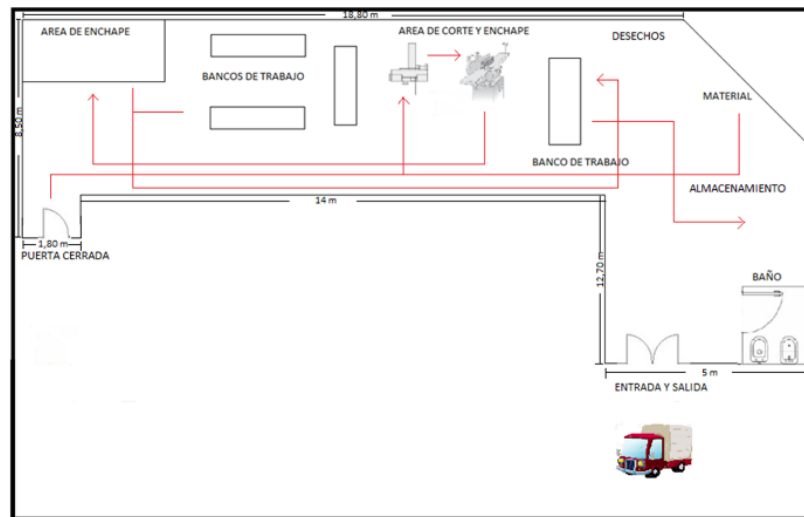 18,80 m
AREA DE ENCHAPE
AREA DE CORTE Y ENCHAPE
DESECHOS
BANCOS DE TRABAJO
MATERIAL
8,50 m
BANCO DE TRABAJO
ALMACENAMIENTO
14 m
1,80 m
PUERTA CERRADA
12,70 m
BAÑO
5 m
ENTRADA Y SALIDA